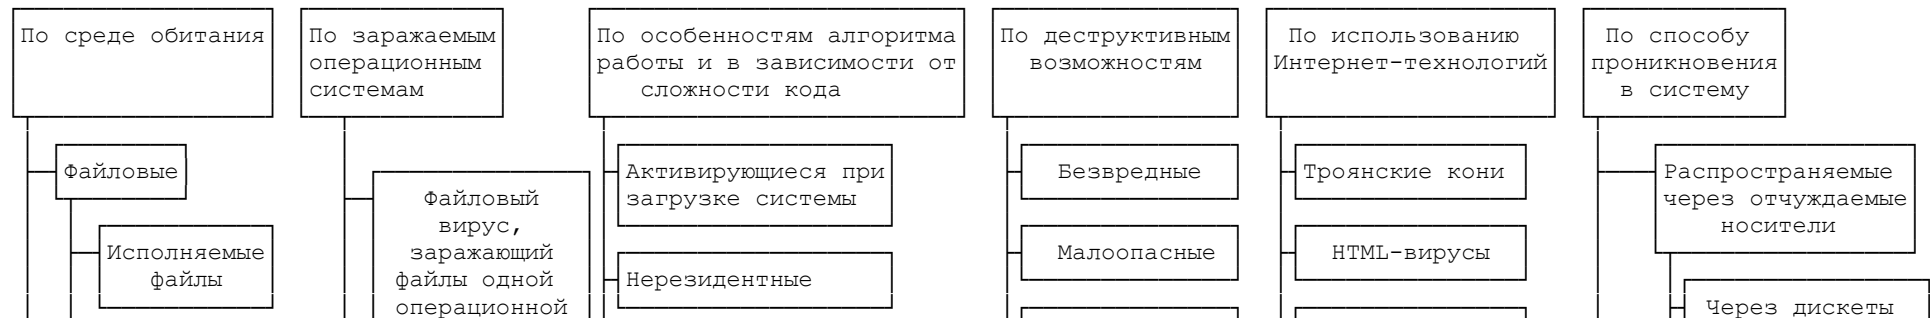 По среде обитания
По заражаемым
операционным
системам
По особенностям алгоритма
работы и в зависимости от
сложности кода
По деструктивным
возможностям
По использованию
Интернет-технологий
По способу
проникновения
в систему
Файловые
Исполняемые
файлы
Файловый
вирус,
заражающий
файлы одной
операционной
Активирующиеся при
загрузке системы
Нерезидентные
Безвредные
Малоопасные
Троянские кони
HTML-вирусы
Распространяемые
через отчуждаемые
носители
Через дискеты